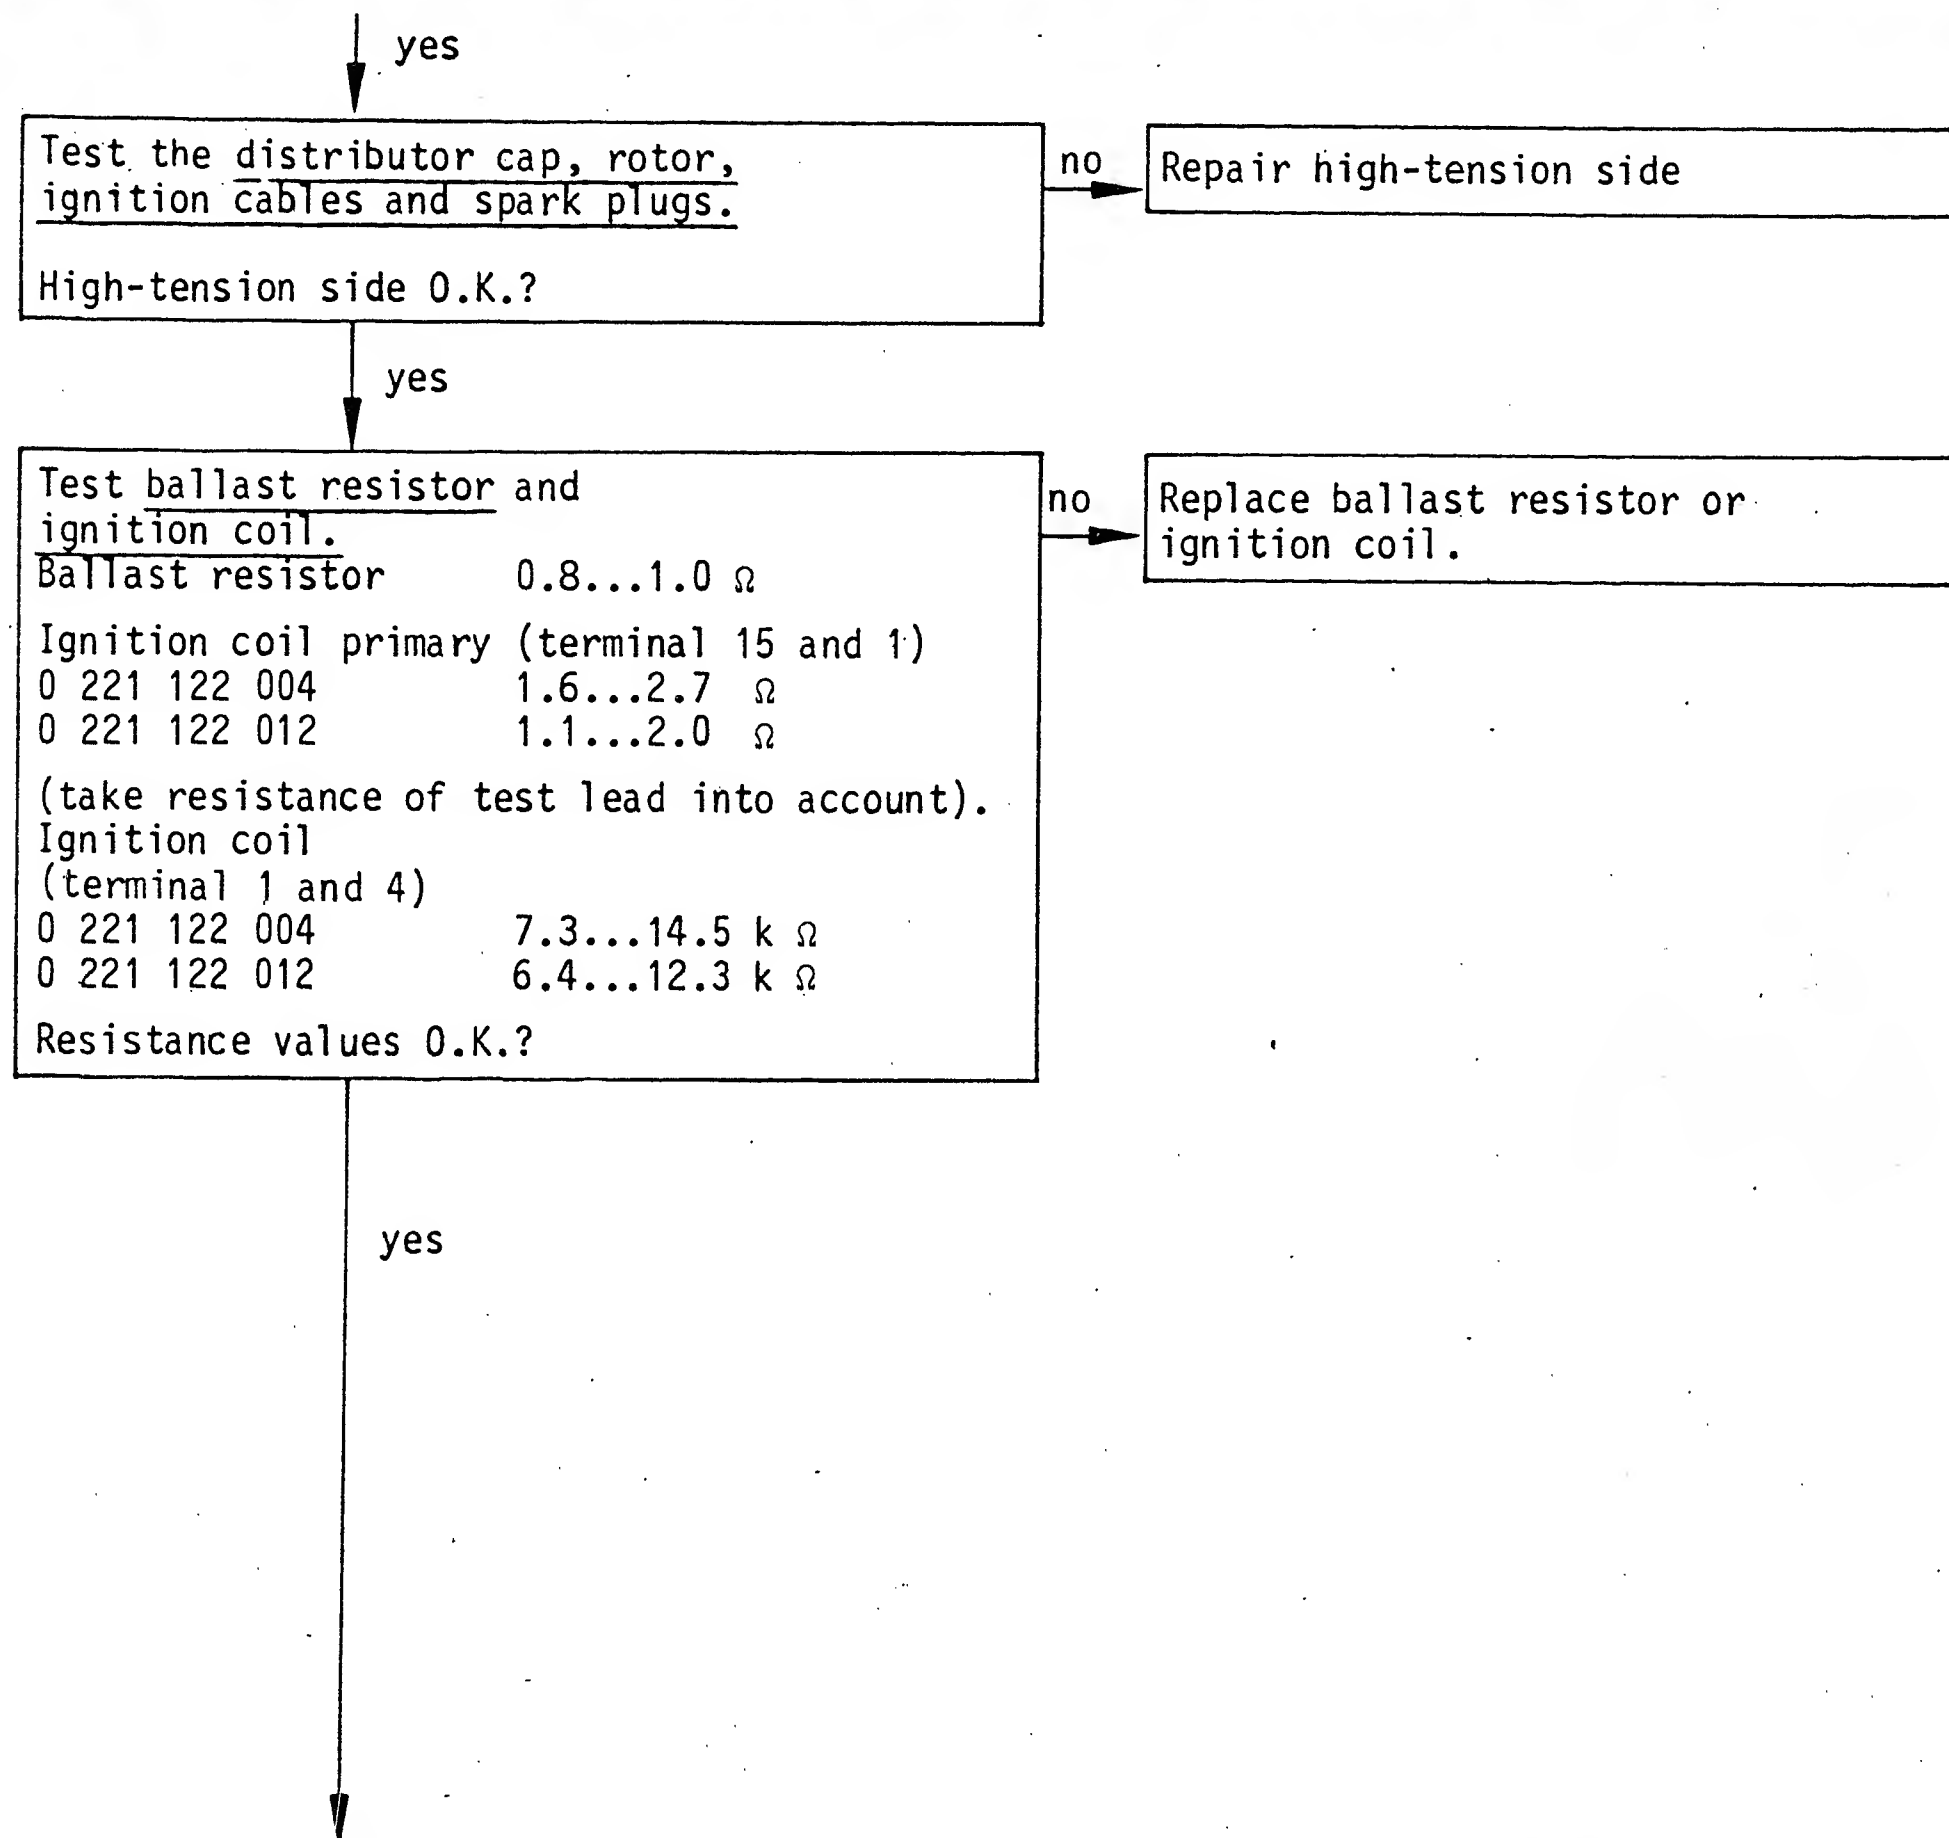 yes
Test the distributor cap, rotor,
ignition cables and spark plugs.
High-tension side O.K.?
no
Repair high-tension side
yes
Test ballast resistor and
ignition coil.
Ballast resistor 0.8...1.0 Ω
Ignition coil primary (terminal 15 and 1)
0 221 122 004 1.6...2.7 Ω
0 221 122 012 1.1...2.0 Ω
(take resistance of test lead into account).
Ignition coil
(terminal 1 and 4)
0 221 122 004 7.3...14.5 k Ω
0 221 122 012 6.4...12.3 k Ω
Resistance values O.K.?
no
Replace ballast resistor or
ignition coil.
yes